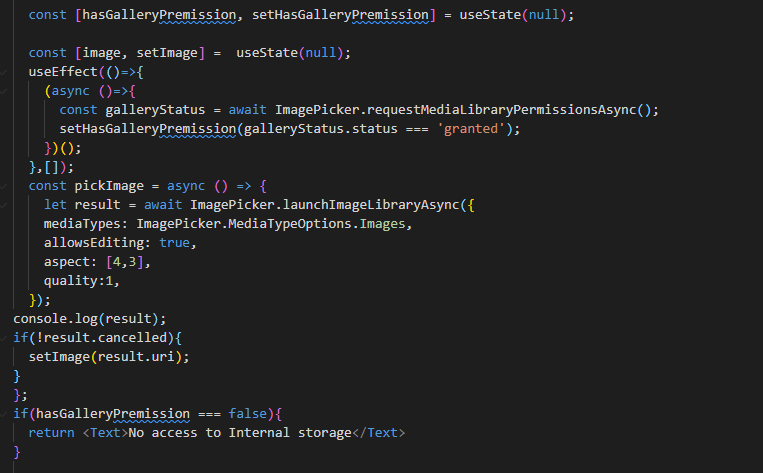 const [hasGalleryPremission, setHasGalleryPremission] = useState(null);
const [image, setImage] =  useState(null);
useEffect(()=>{
(async ()=>{
const galleryStatus = await ImagePicker.requestMediaLibraryPermissionsAsync();
setHasGalleryPremission(galleryStatus.status === 'granted');
})();
},[]);
const pickImage = async () => {
let result = await ImagePicker.launchImageLibraryAsync({
mediaTypes: ImagePicker.MediaTypeOptions.Images,
allowsEditing: true,
aspect: [4,3],
quality:1,
});
console.log(result);
if(!result.cancelled){
setImage(result.uri);
}
};
if(hasGalleryPremission === false){
return <Text>No access to Internal storage</Text>
}